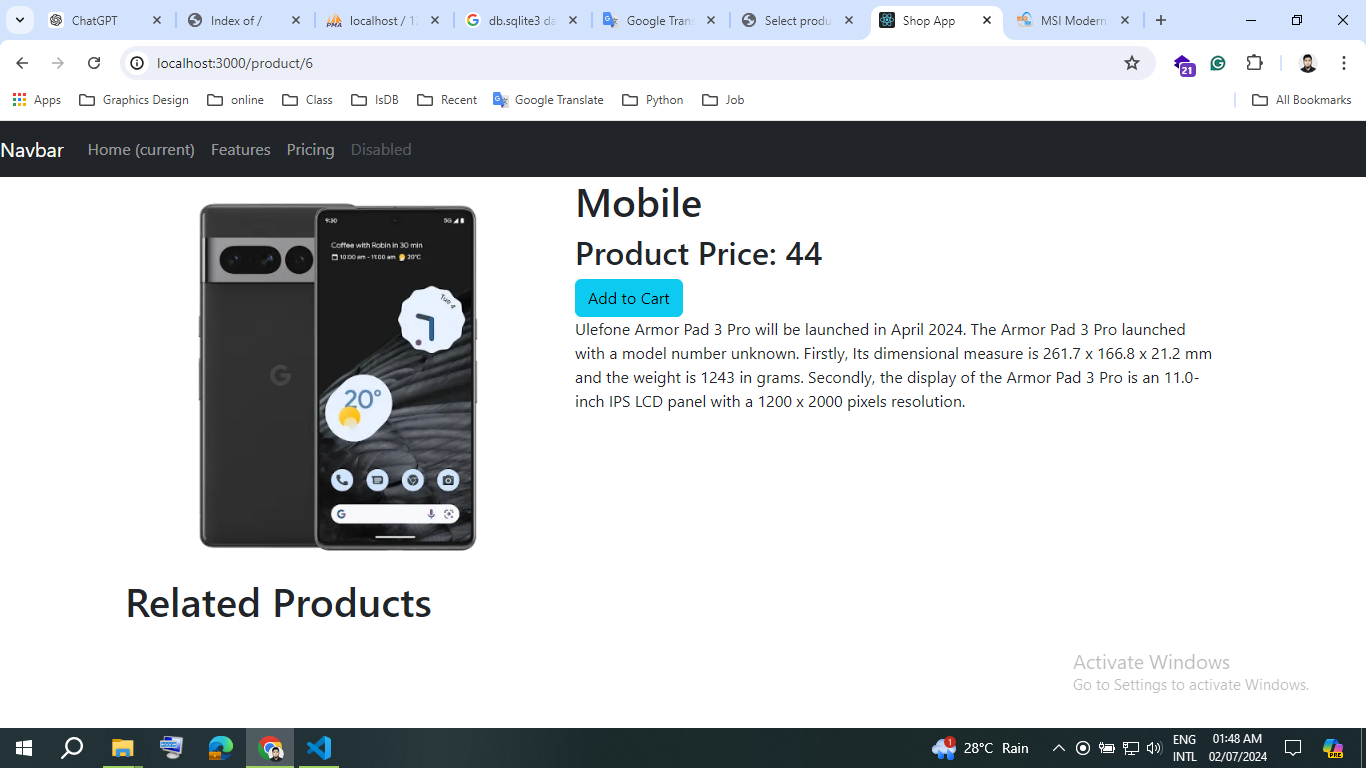 ChatGPT
Index of /
localhost / 12
db.sqlite3 da
Google Tran
Select produ
Shop App
MSI Modern
localhost:3000/product/6
21
Apps
Graphics Design
online
Class
IsDB
Recent
Google Translate
Python
Job
All Bookmarks
Navbar
Home (current)
Features
Pricing
Disabled
Mobile
Product Price: 44
Add to Cart
Ulefone Armor Pad 3 Pro will be launched in April 2024. The Armor Pad 3 Pro launched
with a model number unknown. Firstly, Its dimensional measure is 261.7 x 166.8 x 21.2 mm
and the weight is 1243 in grams. Secondly, the display of the Armor Pad 3 Pro is an 11.0-
inch IPS LCD panel with a 1200 x 2000 pixels resolution.
9:30
5G
Coffee with Robin in 30 min
10:00 am - 11:00 am
20°C
Tue 4
20°
G
Related Products
Activate Windows
Go to Settings to activate Windows.
1
28°C Rain
ENG
INTL
01:48 AM
02/07/2024
PRE